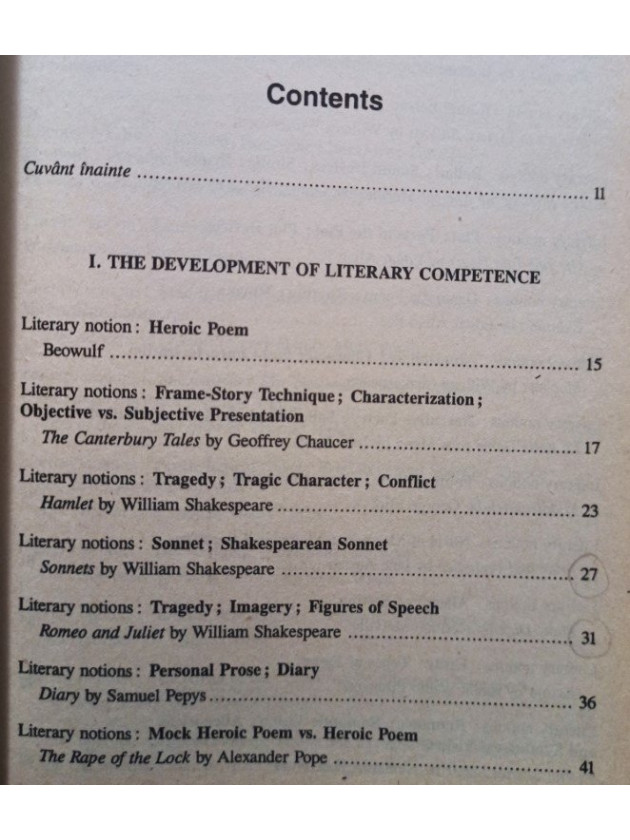 Contents
Cuvânt înainte ........ 11
I. THE DEVELOPMENT OF LITERARY COMPETENCE
Literary notion : Heroic Poem
Beowulf ........ 15
Literary notions : Frame-Story Technique ; Characterization ;
Objective vs. Subjective Presentation
The Canterbury Tales by Geoffrey Chaucer ........ 17
Literary notions : Tragedy ; Tragic Character ; Conflict
Hamlet by William Shakespeare ........ 23
Literary notions : Sonnet ; Shakespearean Sonnet
Sonnets by William Shakespeare ........ 27
Literary notions : Tragedy ; Imagery ; Figures of Speech
Romeo and Juliet by William Shakespeare ........ 31
Literary notions : Personal Prose ; Diary
Diary by Samuel Pepys ........ 36
Literary notions : Mock Heroic Poem vs. Heroic Poem
The Rape of the Lock by Alexander Pope ........ 41